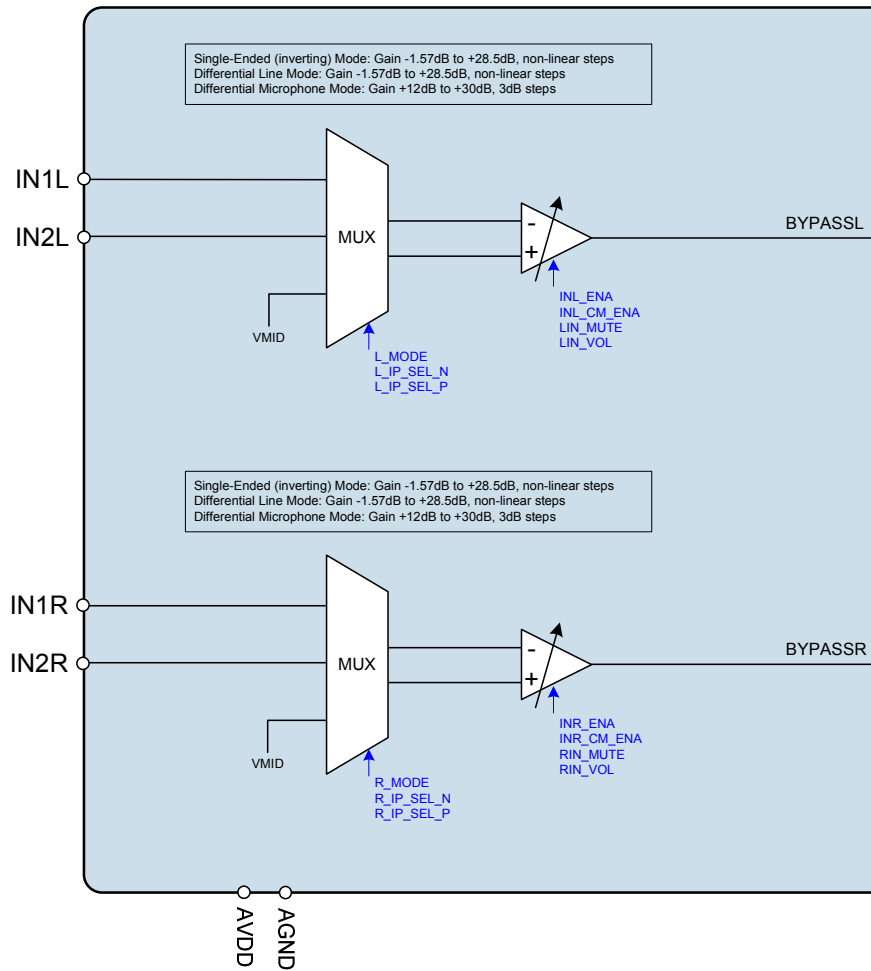 Single-Ended (inverting) Mode: Gain -1.57dB to +28.5dB, non-linear steps
Differential Line Mode: Gain -1.57dB to +28.5dB, non-linear steps
Differential Microphone Mode: Gain +12dB to +30dB, 3dB steps
IN1L
IN2L
MUX
-
+
BYPASSL
VMID
INL_ENA
INL_CM_ENA
LIN_MUTE
LIN_VOL
L_MODE
L_IP_SEL_N
L_IP_SEL_P
Single-Ended (inverting) Mode: Gain -1.57dB to +28.5dB, non-linear steps
Differential Line Mode: Gain -1.57dB to +28.5dB, non-linear steps
Differential Microphone Mode: Gain +12dB to +30dB, 3dB steps
IN1R
IN2R
MUX
-
+
BYPASSR
VMID
INR_ENA
INR_CM_ENA
RIN_MUTE
RIN_VOL
R_MODE
R_IP_SEL_N
R_IP_SEL_P
AVDD
AGND